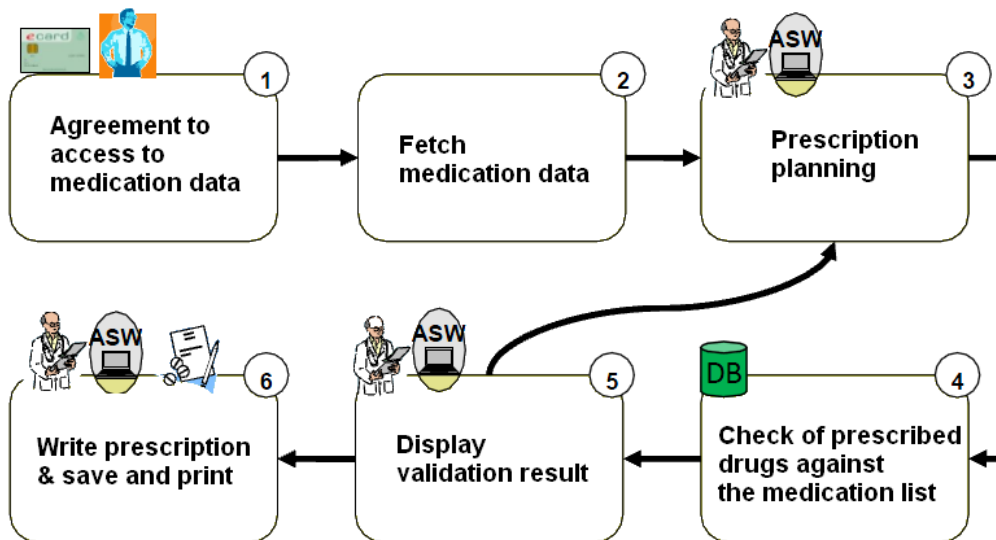 ecard
1
Agreement to
access to
medication data
2
Fetch
medication data
ASW
3
Prescription
planning
ASW
6
Write prescription
& save and print
ASW
5
Display
validation result
DB
4
Check of prescribed
drugs against
the medication list